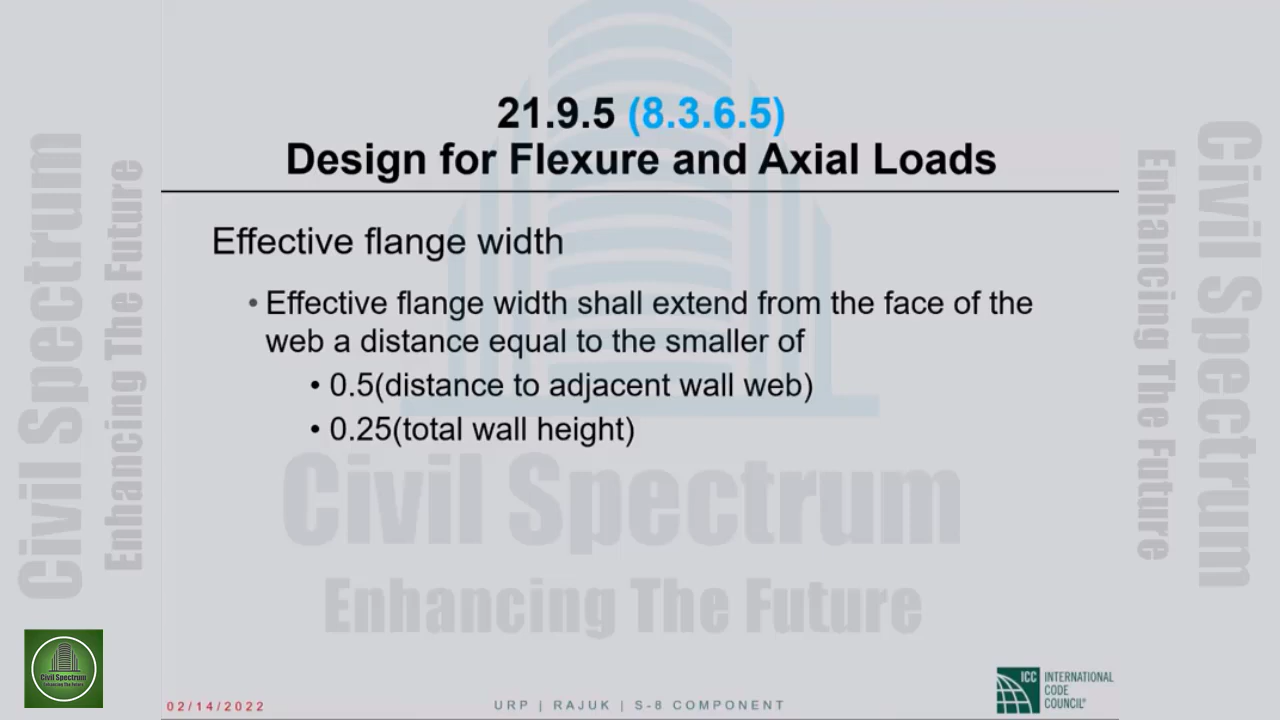 21.9.5 (8.3.6.5)
Design for Flexure and Axial Loads
Effective flange width
• Effective flange width shall extend from the face of the
web a distance equal to the smaller of
• 0.5(distance to adjacent wall web)
• 0.25(total wall height)
Civil Spectrum
Enhancing The Future
Civil Spectrum
Enhancing The Future
Civil Spectrum
Enhancing The Future
Civil Spectrum
Enhancing The Future
02/14/2022
URP | RAJUK | S-8 COMPONENT
ICC INTERNATIONAL
CODE
COUNCIL®